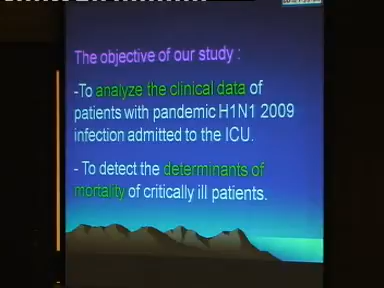 The objective of our study :
-To analyze the clinical data of
patients with pandemic H1N1 2009
infection admitted to the ICU.
- To detect the determinants of
mortality of critically ill patients.